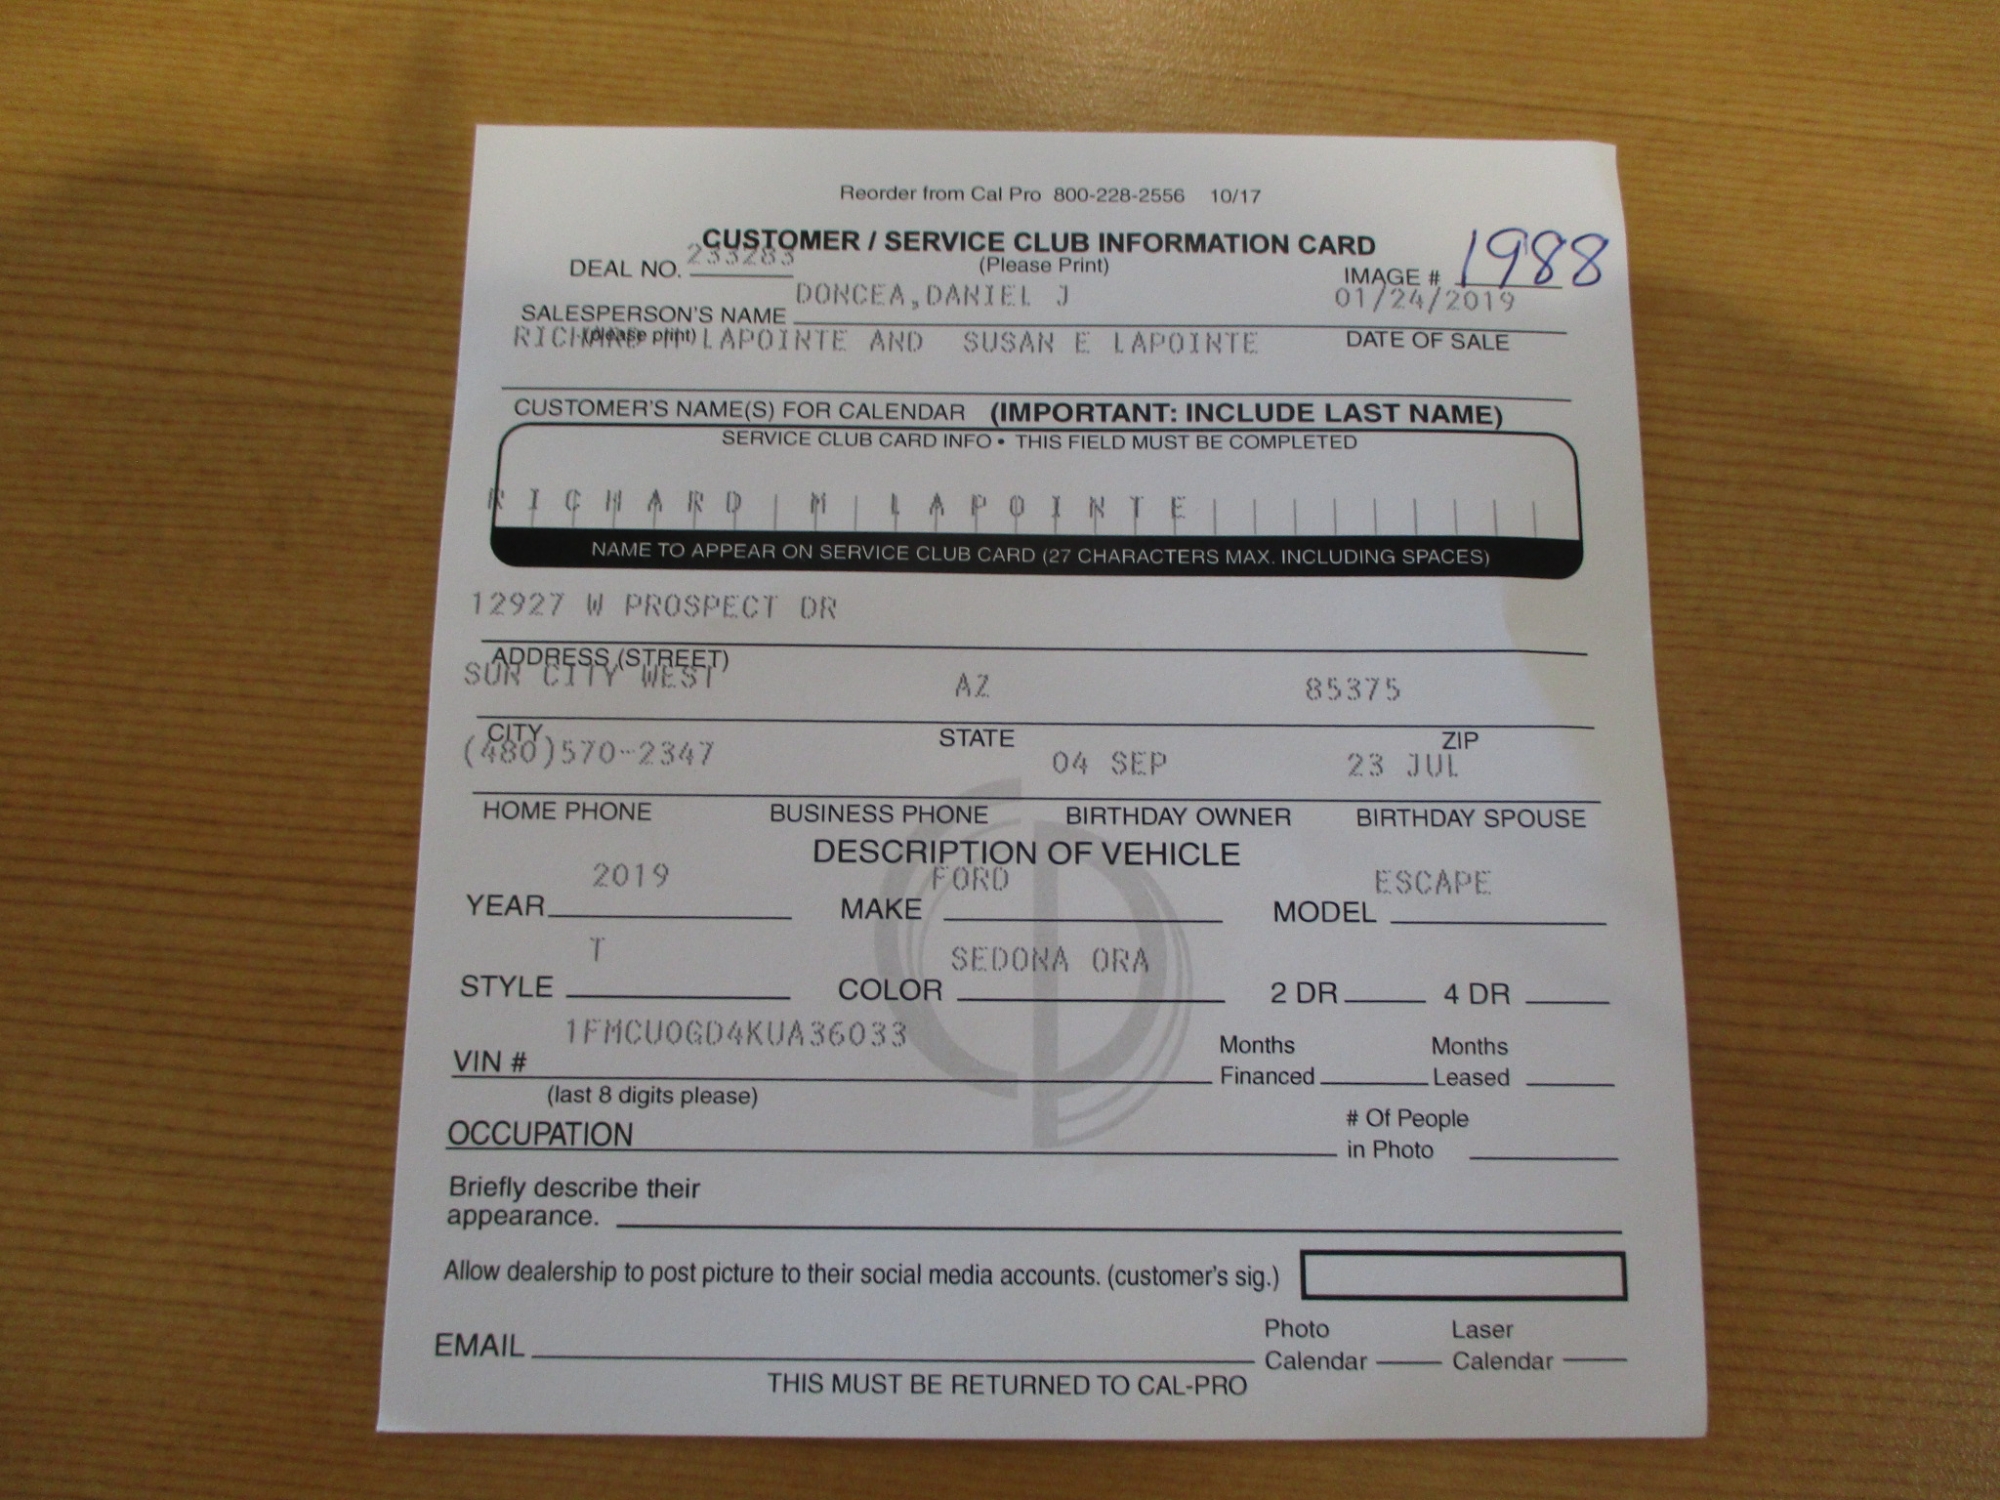 Reorder from Cal Pro 800-228-2556 10/17
CUSTOMER / SERVICE CLUB INFORMATION CARD
DEAL NO. 233283 (Please Print) IMAGE # 1988
SALESPERSON'S NAME DONCEA,DANIEL J 01/24/2019
(please print) DATE OF SALE
RICHARD M LAPOINTE AND SUSAN E LAPOINTE
CUSTOMER'S NAME(S) FOR CALENDAR (IMPORTANT: INCLUDE LAST NAME)
SERVICE CLUB CARD INFO • THIS FIELD MUST BE COMPLETED
RICHARD M LAPOINTE
NAME TO APPEAR ON SERVICE CLUB CARD (27 CHARACTERS MAX. INCLUDING SPACES)
12927 W PROSPECT DR
ADDRESS (STREET)
SUN CITY WEST AZ 85375
CITY STATE ZIP
(480)570-2347 04 SEP 23 JUL
HOME PHONE BUSINESS PHONE BIRTHDAY OWNER BIRTHDAY SPOUSE
DESCRIPTION OF VEHICLE
YEAR 2019 MAKE FORD MODEL ESCAPE
STYLE T COLOR SEDONA ORA 2 DR 4 DR
VIN # 1FMCU0GD4KUA36033 Months Financed Months Leased
(last 8 digits please)
OCCUPATION # Of People in Photo
Briefly describe their
appearance.
Allow dealership to post picture to their social media accounts. (customer's sig.)
EMAIL Photo Calendar Laser Calendar
THIS MUST BE RETURNED TO CAL-PRO